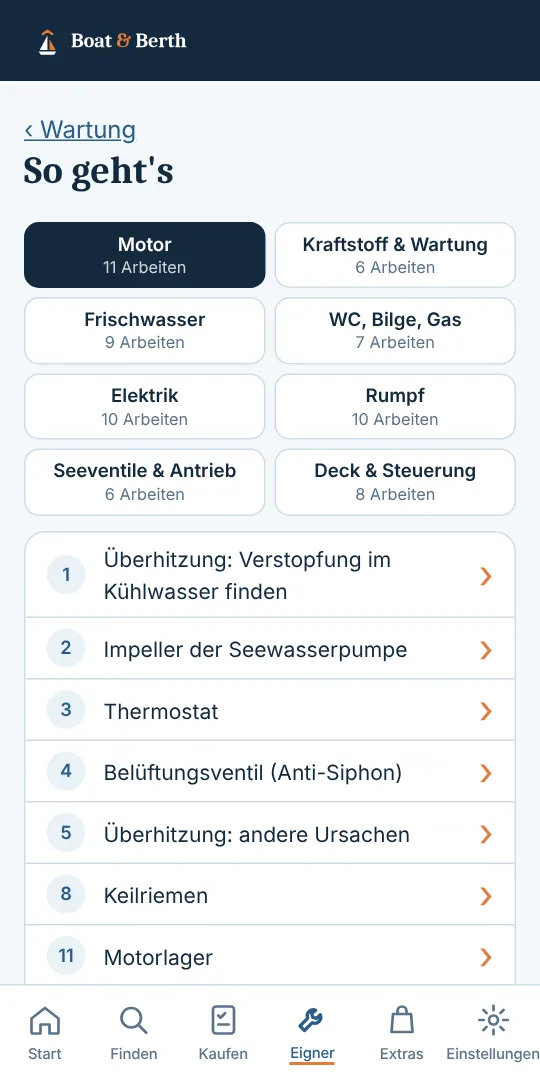 Boat & Berth
‹ Wartung
So geht's
Motor
11 Arbeiten
Kraftstoff & Wartung
6 Arbeiten
Frischwasser
9 Arbeiten
WC, Bilge, Gas
7 Arbeiten
Elektrik
10 Arbeiten
Rumpf
10 Arbeiten
Seeventile & Antrieb
6 Arbeiten
Deck & Steuerung
8 Arbeiten
1 Überhitzung: Verstopfung im
Kühlwasser finden
2 Impeller der Seewasserpumpe
3 Thermostat
4 Belüftungsventil (Anti-Siphon)
5 Überhitzung: andere Ursachen
8 Keilriemen
11 Motorlager
Start Finden Kaufen Eigner Extras Einstellungen